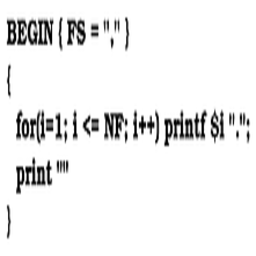 BEGIN { FS = "," }
{
for(i=1; i <= NF; i++) printf $i ".";
print ""
}